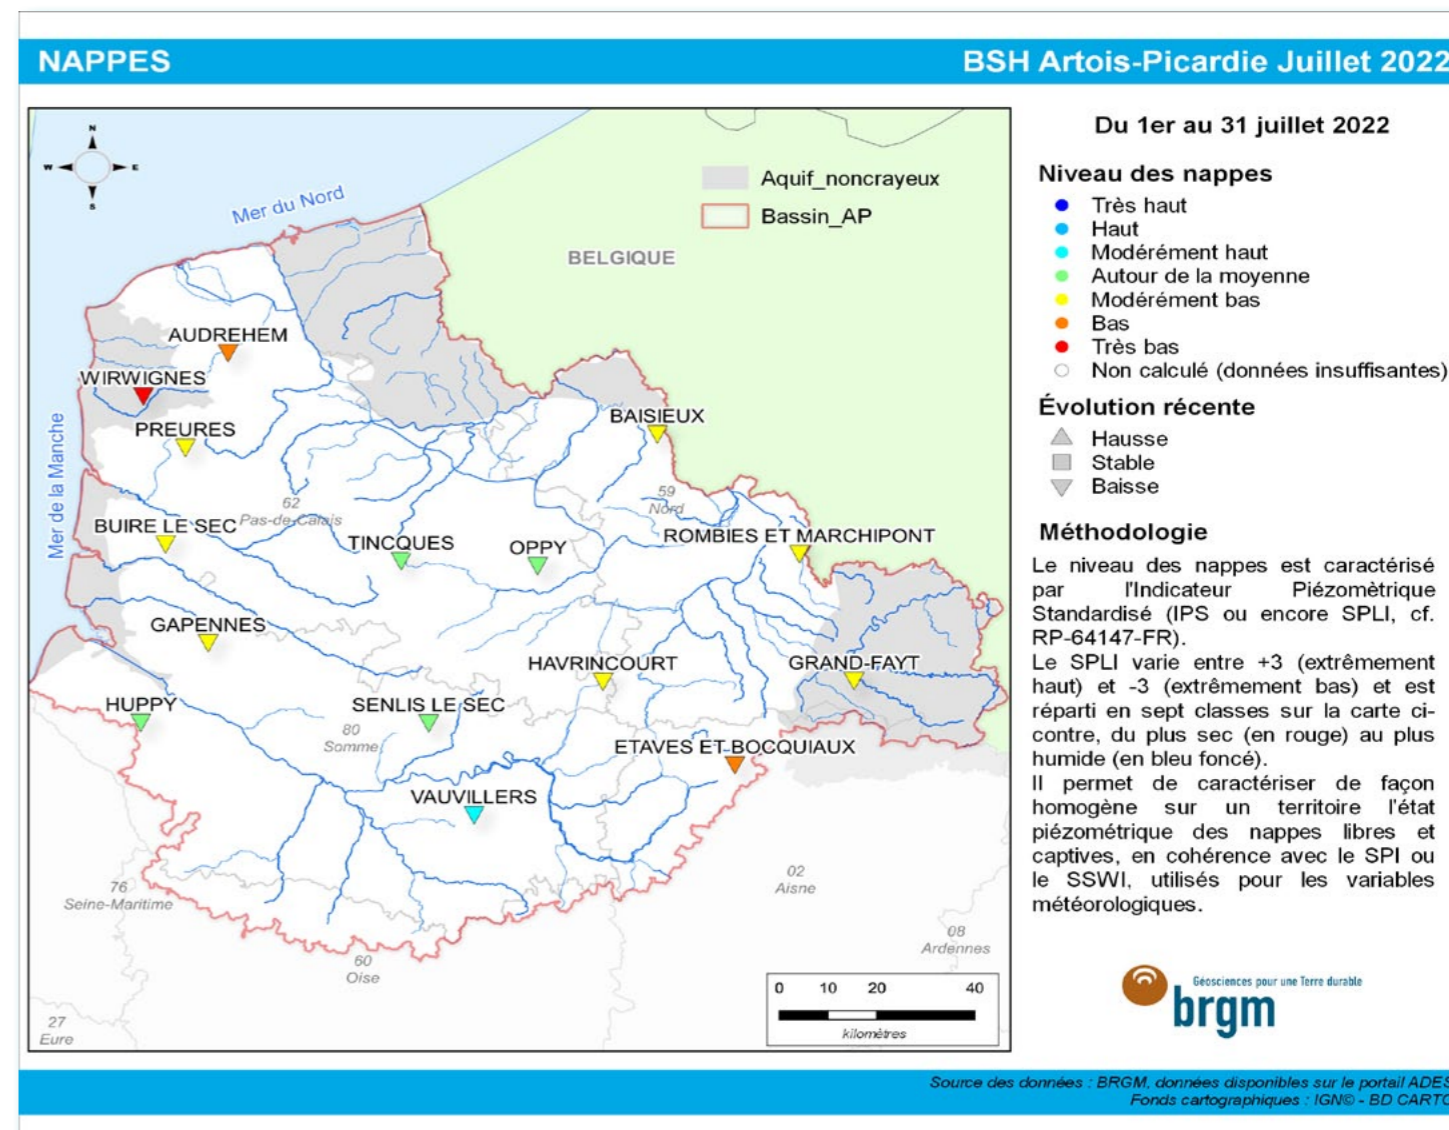 NAPPES
BSH Artois-Picardie Juillet 2022
N
W
E
S
Mer du Nord
Aquif_noncrayeux
Bassin_AP
BELGIQUE
AUDREHEM
WIRWIGNES
PREURES
BAISIEUX
Mer de la Manche
62
Pas-de-Calais
59
Nord
BUIRE LE SEC
TINCQUES
OPPY
ROMBIES ET MARCHIPONT
GAPENNES
HAVRINCOURT
GRAND-FAYT
HUPPY
SENLIS LE SEC
80
Somme
ETAVES ET BOCQUIAUX
VAUVILLERS
76
Seine-Maritime
02
Aisne
08
Ardennes
60
Oise
27
Eure
0 10 20 40
kilomètres
Du 1er au 31 juillet 2022
Niveau des nappes
Très haut
Haut
Modérément haut
Autour de la moyenne
Modérément bas
Bas
Très bas
Non calculé (données insuffisantes)
Évolution récente
Hausse
Stable
Baisse
Méthodologie
Le niveau des nappes est caractérisé
par l'Indicateur Piézomètrique
Standardisé (IPS ou encore SPLI, cf.
RP-64147-FR).
Le SPLI varie entre +3 (extrêmement
haut) et -3 (extrêmement bas) et est
réparti en sept classes sur la carte ci-
contre, du plus sec (en rouge) au plus
humide (en bleu foncé).
Il permet de caractériser de façon
homogène sur un territoire l'état
piézométrique des nappes libres et
captives, en cohérence avec le SPI ou
le SSWI, utilisés pour les variables
météorologiques.
Géosciences pour une Terre durable
brgm
Source des données : BRGM, données disponibles sur le portail ADES
Fonds cartographiques : IGN© - BD CARTO